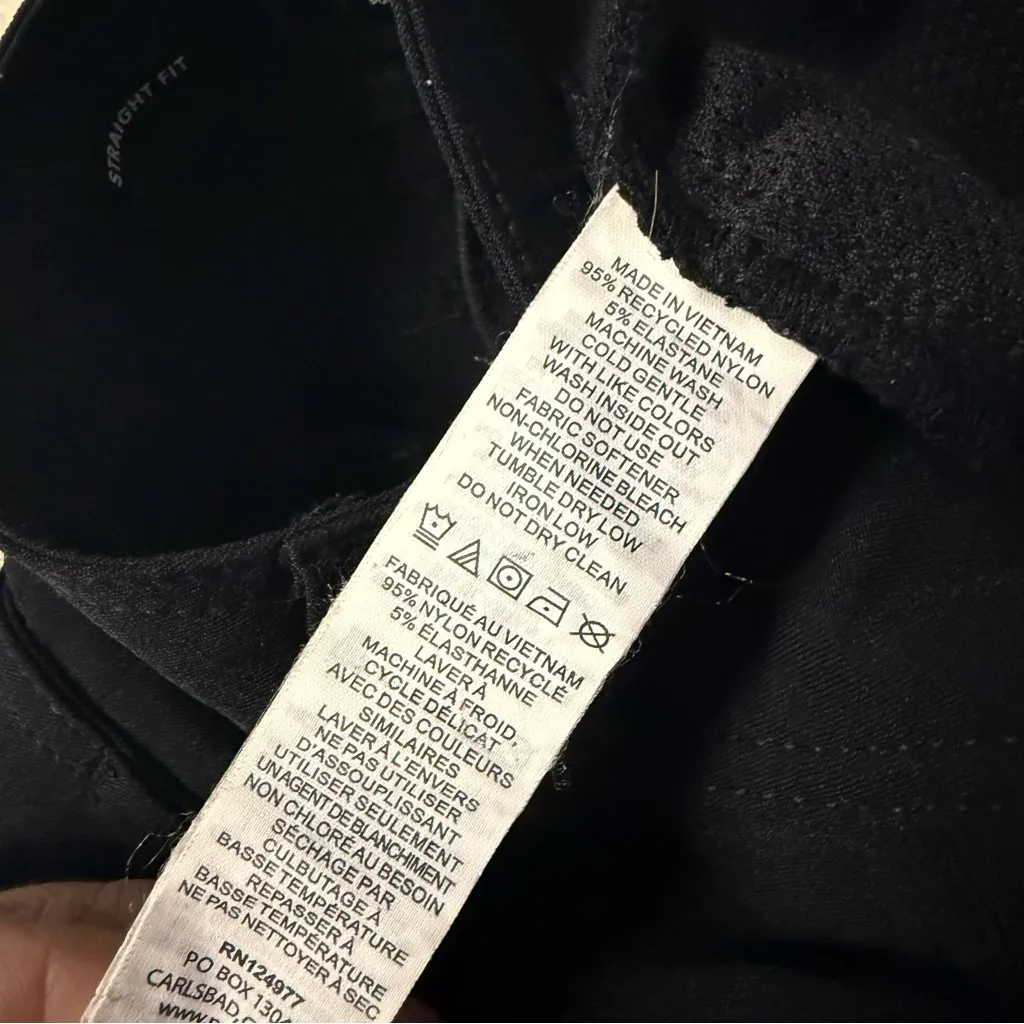 STRAIGHT FIT
MADE IN VIETNAM
95% RECYCLED NYLON
5% ELASTANE
MACHINE WASH
COLD GENTLE
WITH LIKE COLORS
WASH INSIDE OUT
DO NOT USE
FABRIC SOFTENER
NON-CHLORINE BLEACH
WHEN NEEDED
TUMBLE DRY LOW
IRON LOW
DO NOT DRY CLEAN
FABRIQUÉ AU VIETNAM
95% NYLON RECYCLÉ
5% ÉLASTHANNE
LAVER À
MACHINE À FROID,
CYCLE DÉLICAT
AVEC DES COULEURS
SIMILAIRES
LAVER À L'ENVERS
NE PAS UTILISER
D'ASSOUPLISSANT
UTILISER SEULEMENT
UN AGENT DE BLANCHIMENT
NON CHLORÉ AU BESOIN
SÉCHAGE PAR
CULBUTAGE À
BASSE TEMPÉRATURE
REPASSER À
BASSE TEMPÉRATURE
NE PAS NETTOYER À SEC
RN124977
PO BOX 1304
CARLSBAD,